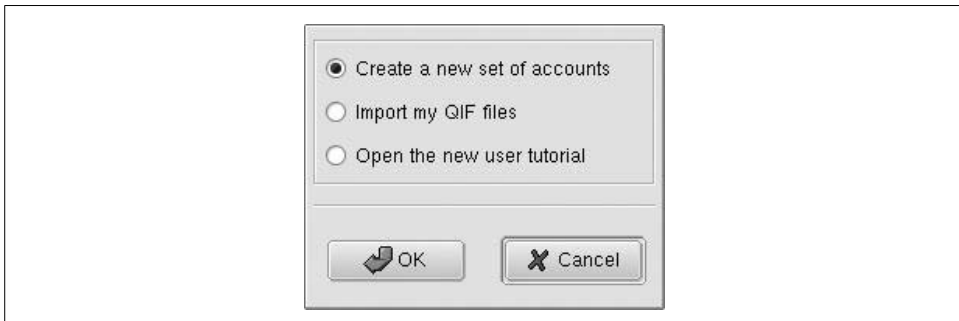 Create a new set of accounts
Import my QIF files
Open the new user tutorial
OK
Cancel